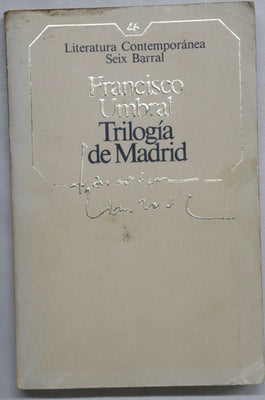 46
Literatura Contemporánea
Seix Barral
Francisco
Umbral
Trilogía
de Madrid